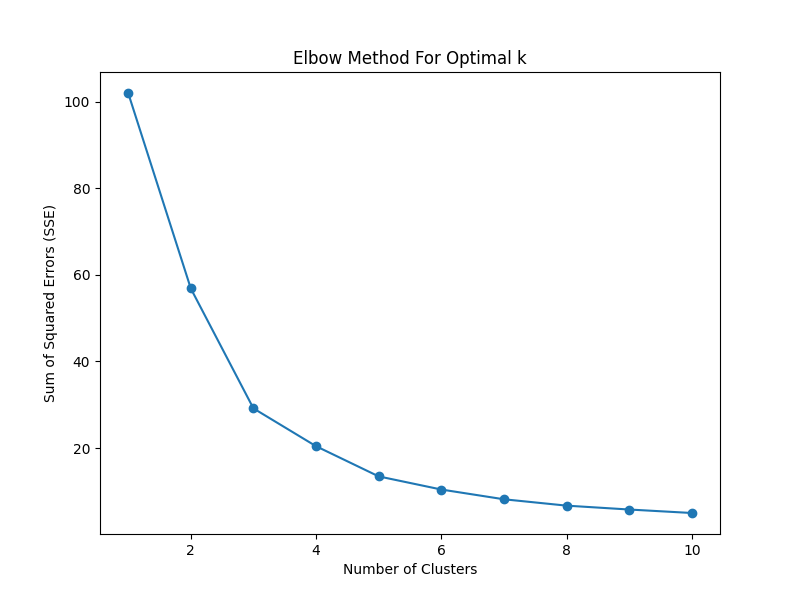 Elbow Method For Optimal k
100
80
60
40
20
Sum of Squared Errors (SSE)
2 4 6 8 10
Number of Clusters